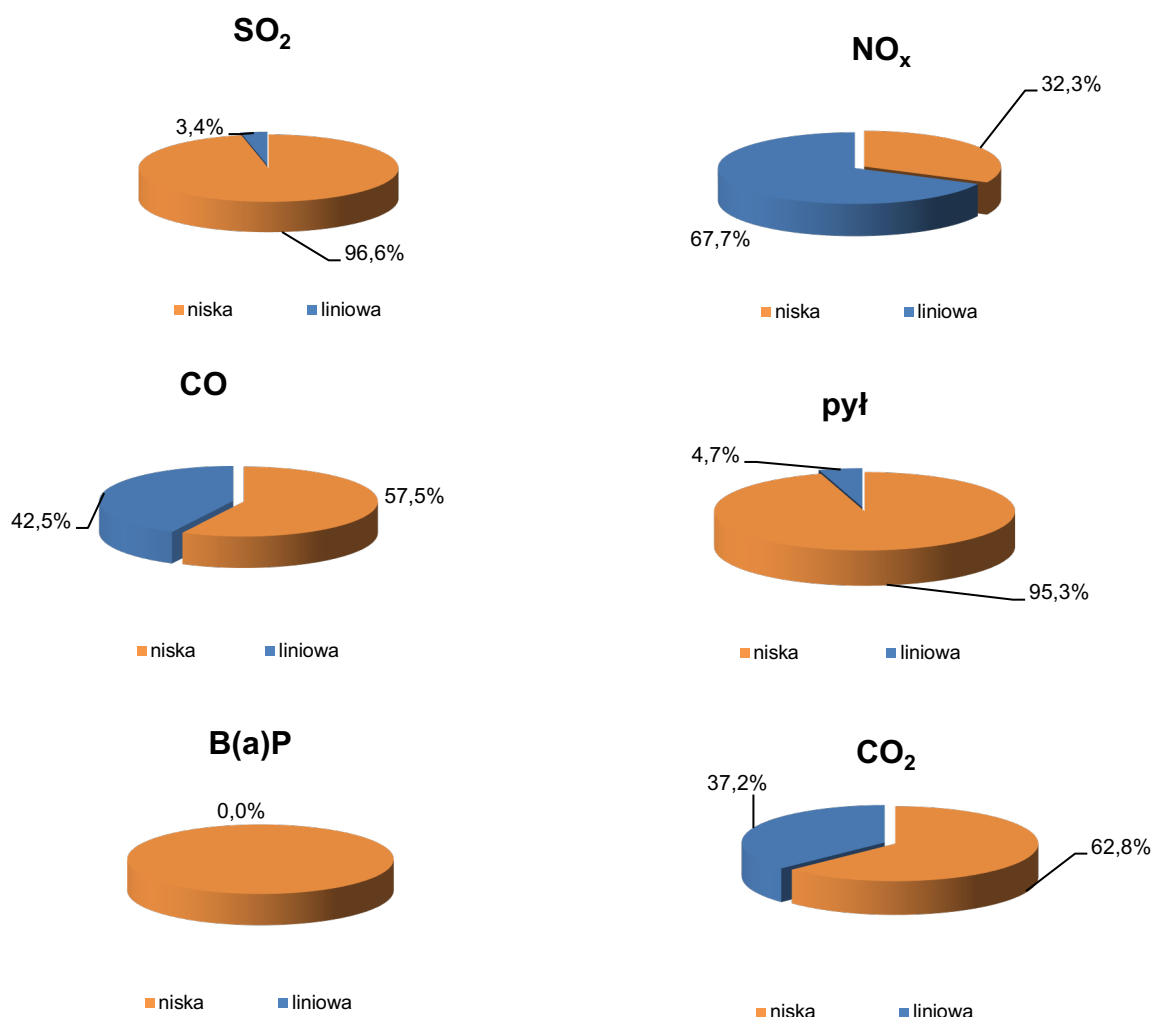 SO₂
3,4%
96,6%
niska liniowa
NOₓ
32,3%
67,7%
niska liniowa
CO
42,5%
57,5%
niska liniowa
pył
4,7%
95,3%
niska liniowa
B(a)P
0,0%
niska liniowa
CO₂
37,2%
62,8%
niska liniowa